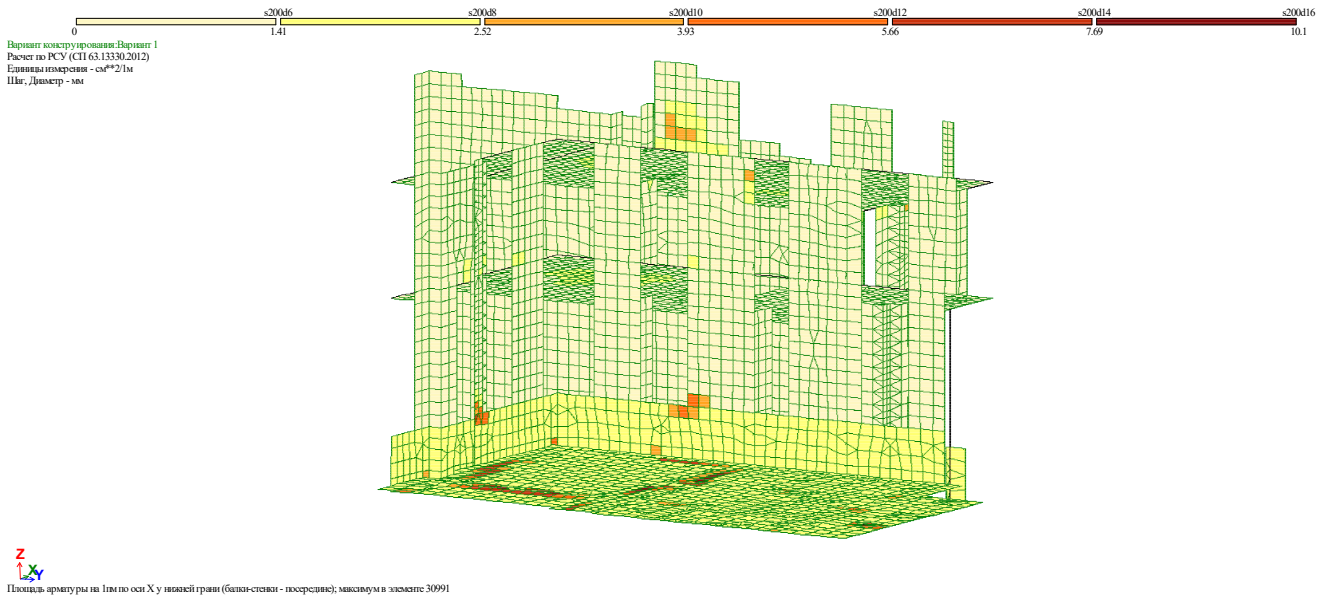 s200d6 s200d8 s200d10 s200d12 s200d14 s200d16
0 1.41 2.52 3.93 5.66 7.69 10.1
Вариант конструирования:Вариант 1
Расчет по РСУ (СП 63.13330.2012)
Единицы измерения - см**2/1м
Шаг, Диаметр - мм
Z
X
Y
Площадь арматуры на 1пм по оси X у нижней грани (балки-стенки - посередине); максимум в элементе 30991